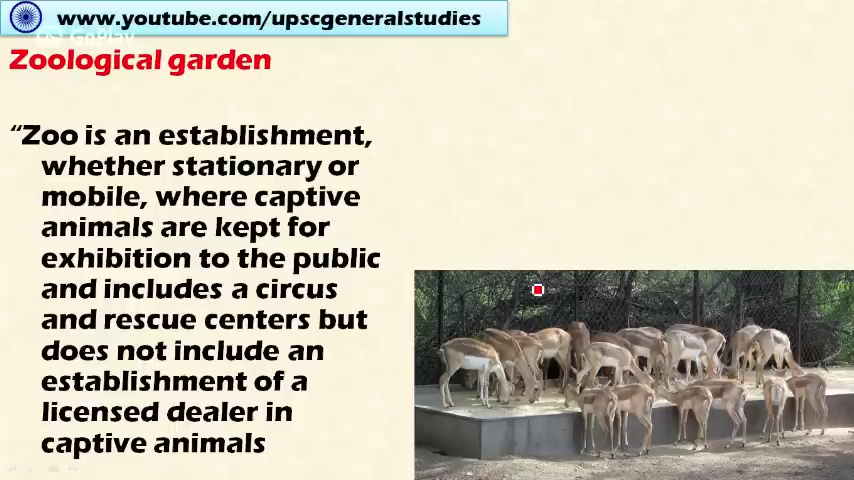 www.youtube.com/upscgeneralstudies
GoPlay
Zoological garden
“Zoo is an establishment,
whether stationary or
mobile, where captive
animals are kept for
exhibition to the public
and includes a circus
and rescue centers but
does not include an
establishment of a
licensed dealer in
captive animals